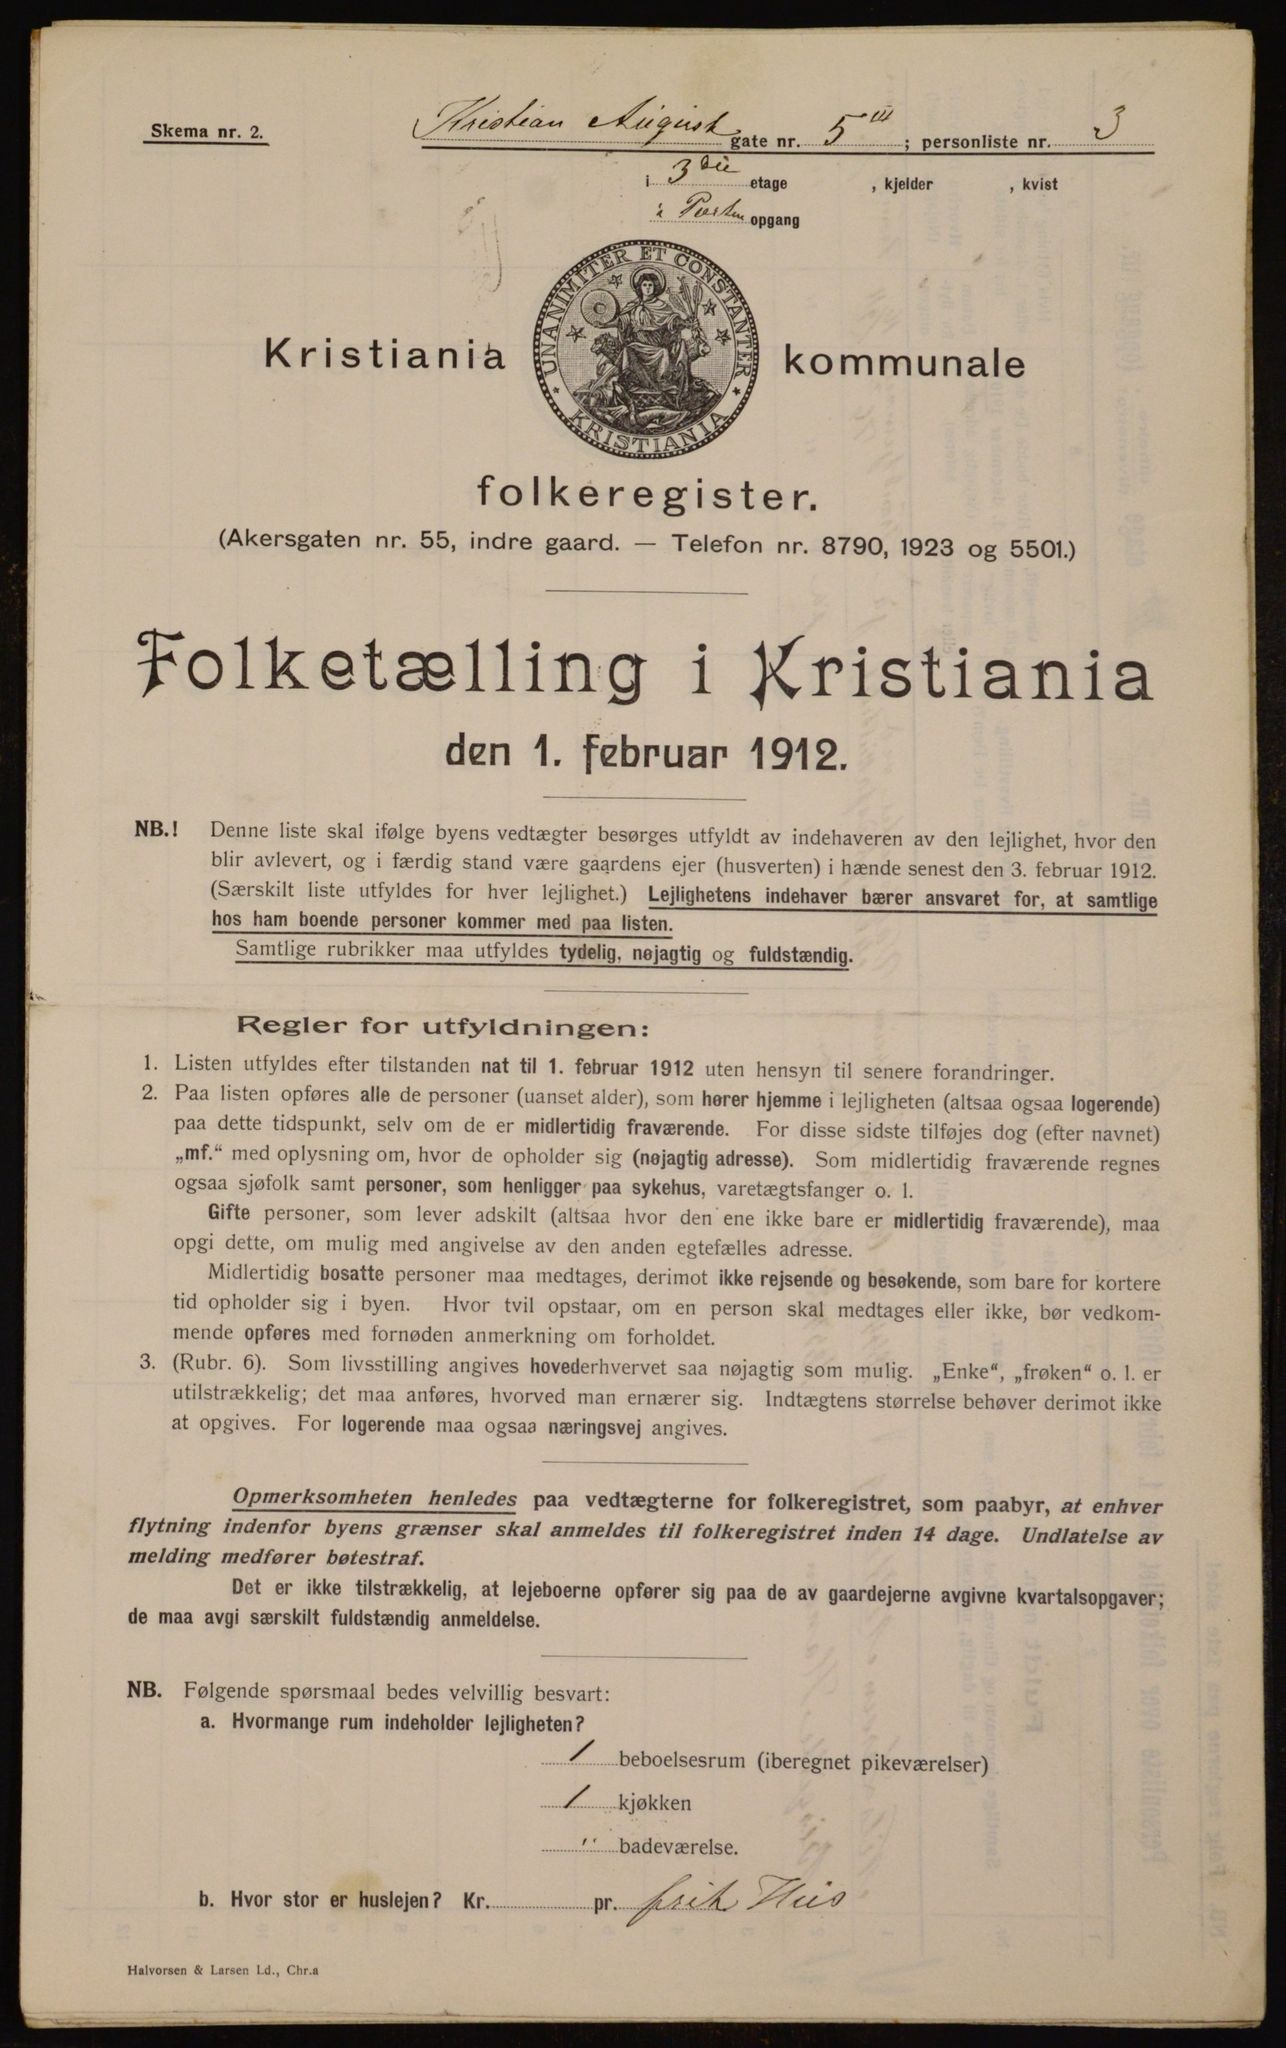 Skema nr. 2.
Kristian August gate nr. 5 III; personliste nr. 3
i 3die etage , kjelder , kvist
i Porten opgang
UNANIMITER ET CONSTANTER
KRISTIANIA
Kristiania kommunale
folkeregister.
(Akersgaten nr. 55, indre gaard. — Telefon nr. 8790, 1923 og 5501.)
Folketælling i Kristiania
den 1. februar 1912.
NB.! Denne liste skal ifølge byens vedtægter besørges utfyldt av indehaveren av den lejlighet, hvor den
blir avlevert, og i færdig stand være gaardens ejer (husverten) i hænde senest den 3. februar 1912.
(Særskilt liste utfyldes for hver lejlighet.) Lejlighetens indehaver bærer ansvaret for, at samtlige
hos ham boende personer kommer med paa listen.
Samtlige rubrikker maa utfyldes tydelig, nøjagtig og fuldstændig.
Regler for utfyldningen:
1. Listen utfyldes efter tilstanden nat til 1. februar 1912 uten hensyn til senere forandringer.
2. Paa listen opføres alle de personer (uanset alder), som hører hjemme i lejligheten (altsaa ogsaa logerende)
paa dette tidspunkt, selv om de er midlertidig fraværende. For disse sidste tilføjes dog (efter navnet)
„mf.“ med oplysning om, hvor de opholder sig (nøjagtig adresse). Som midlertidig fraværende regnes
ogsaa sjøfolk samt personer, som henligger paa sykehus, varetægtsfanger o. l.
Gifte personer, som lever adskilt (altsaa hvor den ene ikke bare er midlertidig fraværende), maa
opgi dette, om mulig med angivelse av den anden egtefælles adresse.
Midlertidig bosatte personer maa medtages, derimot ikke rejsende og besøkende, som bare for kortere
tid opholder sig i byen. Hvor tvil opstaar, om en person skal medtages eller ikke, bør vedkom-
mende opføres med fornøden anmerkning om forholdet.
3. (Rubr. 6). Som livsstilling angives hovederhvervet saa nøjagtig som mulig. „Enke“, „frøken“ o. l. er
utilstrækkelig; det maa anføres, hvorved man ernærer sig. Indtægtens størrelse behøver derimot ikke
at opgives. For logerende maa ogsaa næringsvej angives.
Opmerksomheten henledes paa vedtægterne for folkeregistret, som paabyr, at enhver
flytning indenfor byens grænser skal anmeldes til folkeregistret inden 14 dage. Undlatelse av
melding medfører bøtestraf.
Det er ikke tilstrækkelig, at lejeboerne opfører sig paa de av gaardejerne avgivne kvartalsopgaver;
de maa avgi særskilt fuldstændig anmeldelse.
NB. Følgende spørsmaal bedes velvillig besvart:
a. Hvormange rum indeholder lejligheten?
1 beboelsesrum (iberegnet pikeværelser)
1 kjøkken
" badeværelse.
b. Hvor stor er huslejen? Kr. pr. frit Hus
Halvorsen & Larsen Ld., Chr.a